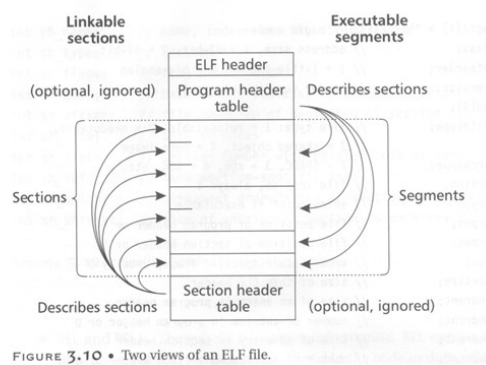 Linkable
sections
Executable
segments
ELF header
(optional, ignored)
Program header
table
Describes sections
Sections
Segments
Describes sections
Section header
table
(optional, ignored)
FIGURE 3.10 • Two views of an ELF file.